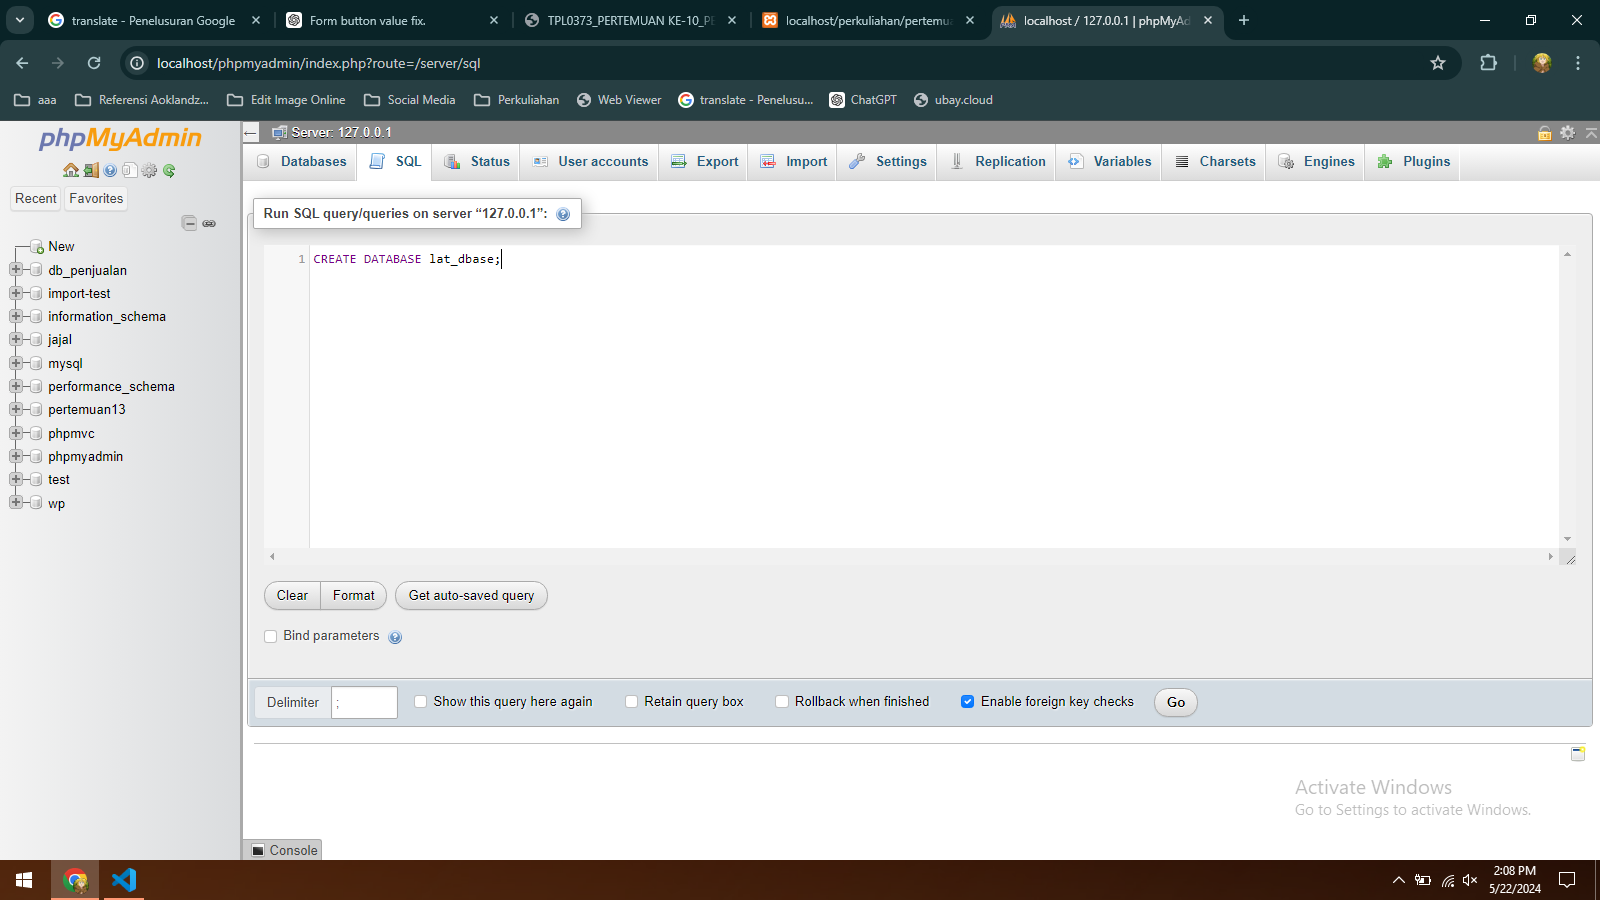 translate - Penelusuran Google
Form button value fix.
TPL0373_PERTEMUAN KE-10_PE
localhost/perkuliahan/pertemua
localhost / 127.0.0.1 | phpMyAd
localhost/phpmyadmin/index.php?route=/server/sql
aaa
Referensi Aoklandz...
Edit Image Online
Social Media
Perkuliahan
Web Viewer
translate - Penelusu...
ChatGPT
ubay.cloud
phpMyAdmin
Recent
Favorites
New
db_penjualan
import-test
information_schema
jajal
mysql
performance_schema
pertemuan13
phpmvc
phpmyadmin
test
wp
Server: 127.0.0.1
Databases
SQL
Status
User accounts
Export
Import
Settings
Replication
Variables
Charsets
Engines
Plugins
Run SQL query/queries on server “127.0.0.1”:
1 CREATE DATABASE lat_dbase;
Clear
Format
Get auto-saved query
Bind parameters
Delimiter
;
Show this query here again
Retain query box
Rollback when finished
Enable foreign key checks
Go
Activate Windows
Go to Settings to activate Windows.
Console
2:08 PM
5/22/2024